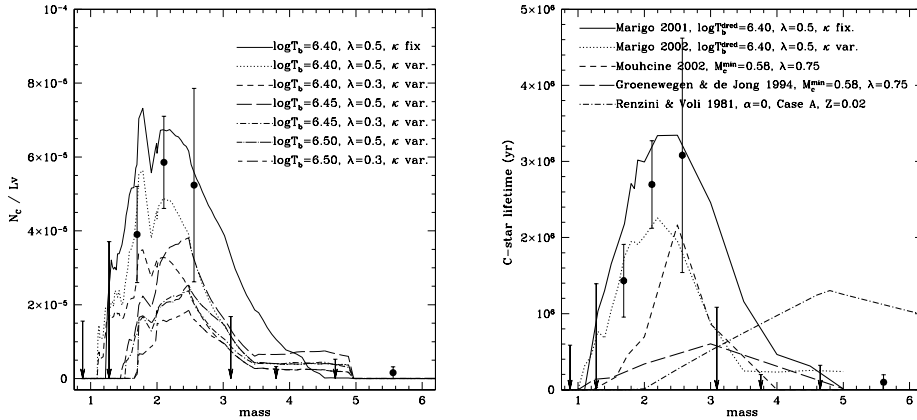 10⁻⁴
8×10⁻⁵
6×10⁻⁵
4×10⁻⁵
2×10⁻⁵
0
N_c / Lv
logT_b=6.40, λ=0.5, κ fix
logT_b=6.40, λ=0.5, κ var.
logT_b=6.40, λ=0.3, κ var.
logT_b=6.45, λ=0.5, κ var.
logT_b=6.45, λ=0.3, κ var.
logT_b=6.50, λ=0.5, κ var.
logT_b=6.50, λ=0.3, κ var.
1 2 3 4 5 6
mass
5×10⁶
4×10⁶
3×10⁶
2×10⁶
10⁶
0
C-star lifetime (yr)
Marigo 2001, logT_b^dred=6.40, λ=0.5, κ fix.
Marigo 2002, logT_b^dred=6.40, λ=0.5, κ var.
Mouhcine 2002, M_c^min=0.58, λ=0.75
Groenewegen & de Jong 1994, M_c^min=0.58, λ=0.75
Renzini & Voli 1981, α=0, Case A, Z=0.02
1 2 3 4 5 6
mass